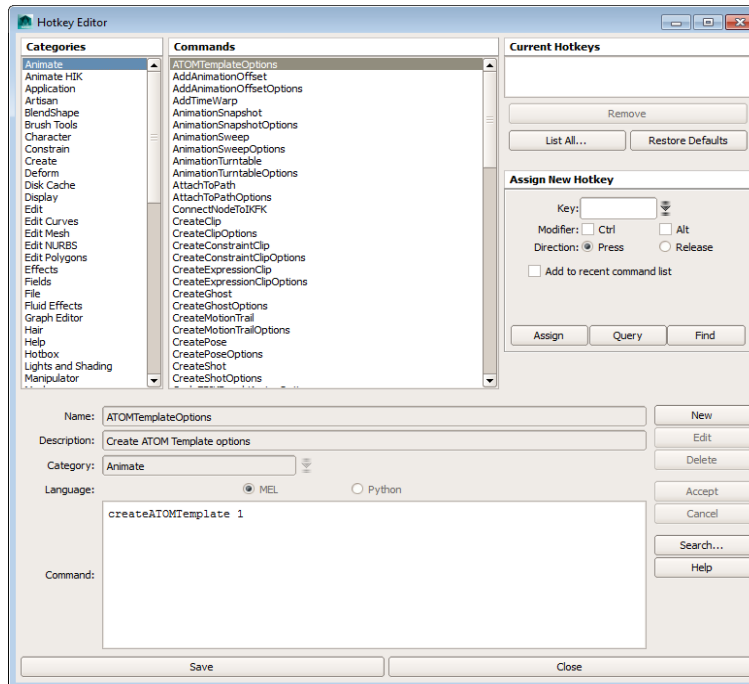 Hotkey Editor
Categories
Animate
Animate HIK
Application
Artisan
BlendShape
Brush Tools
Character
Constrain
Create
Deform
Disk Cache
Display
Edit
Edit Curves
Edit Mesh
Edit NURBS
Edit Polygons
Effects
Fields
File
Fluid Effects
Graph Editor
Hair
Help
Hotbox
Lights and Shading
Manipulator
Commands
ATOMTemplateOptions
AddAnimationOffset
AddAnimationOffsetOptions
AddTimeWarp
AnimationSnapshot
AnimationSnapshotOptions
AnimationSweep
AnimationSweepOptions
AnimationTurntable
AnimationTurntableOptions
AttachToPath
AttachToPathOptions
ConnectNodeToIKFK
CreateClip
CreateClipOptions
CreateConstraintClip
CreateConstraintClipOptions
CreateExpressionClip
CreateExpressionClipOptions
CreateGhost
CreateGhostOptions
CreateMotionTrail
CreateMotionTrailOptions
CreatePose
CreatePoseOptions
CreateShot
CreateShotOptions
Current Hotkeys
Remove
List All... Restore Defaults
Assign New Hotkey
Key:
Modifier: Ctrl Alt
Direction: Press Release
Add to recent command list
Assign Query Find
Name: ATOMTemplateOptions
Description: Create ATOM Template options
Category: Animate
Language: MEL Python
Command: createATOMTemplate 1
New
Edit
Delete
Accept
Cancel
Search...
Help
Save Close